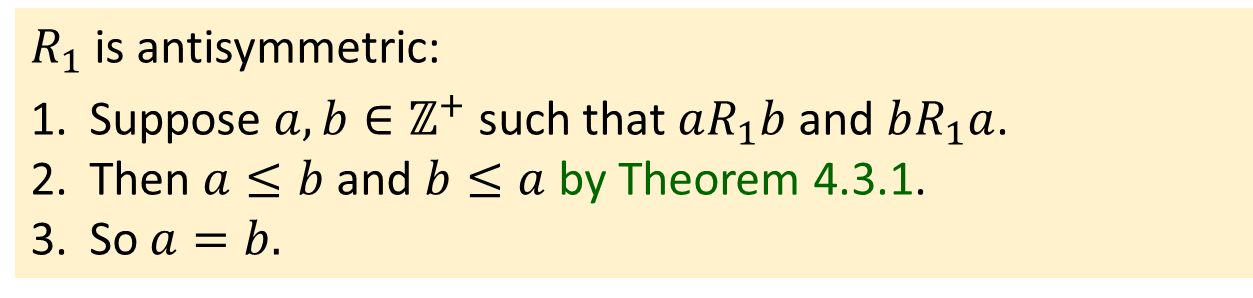 R₁ is antisymmetric:
1. Suppose a, b ∈ ℤ⁺ such that aR₁b and bR₁a.
2. Then a ≤ b and b ≤ a by Theorem 4.3.1.
3. So a = b.